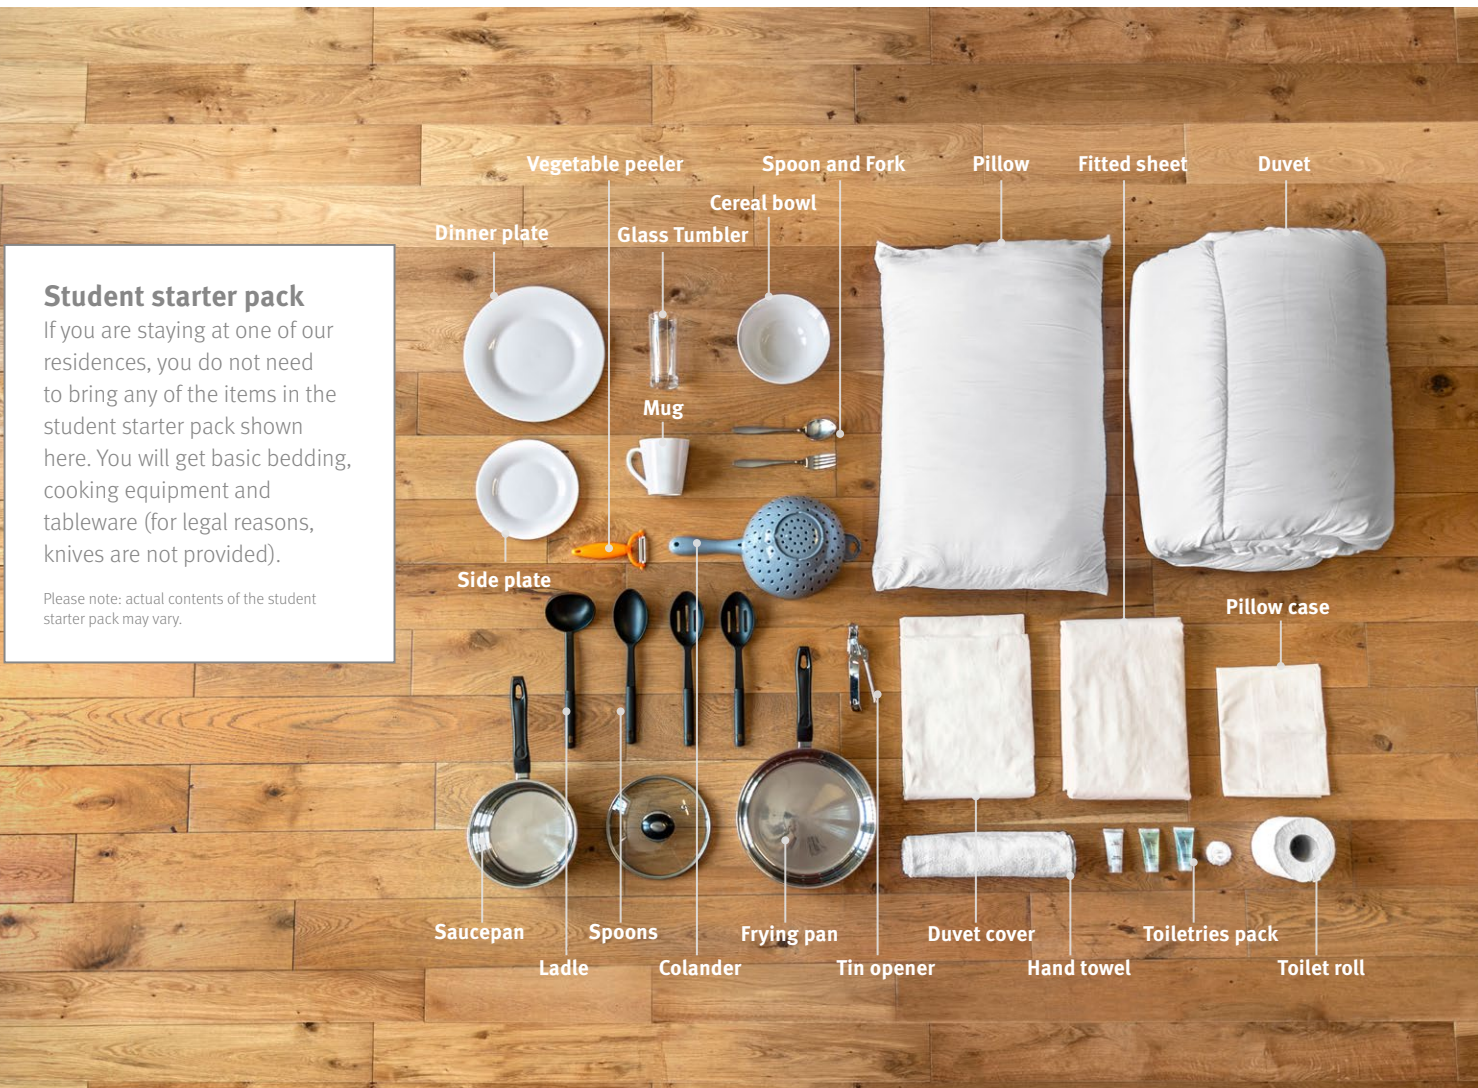 Student starter pack
If you are staying at one of our
residences, you do not need
to bring any of the items in the
student starter pack shown
here. You will get basic bedding,
cooking equipment and
tableware (for legal reasons,
knives are not provided).
Please note: actual contents of the student
starter pack may vary.
Vegetable peeler
Spoon and Fork
Pillow
Fitted sheet
Duvet
Cereal bowl
Dinner plate
Glass Tumbler
Mug
Side plate
Pillow case
Saucepan
Spoons
Frying pan
Duvet cover
Toiletries pack
Ladle
Colander
Tin opener
Hand towel
Toilet roll